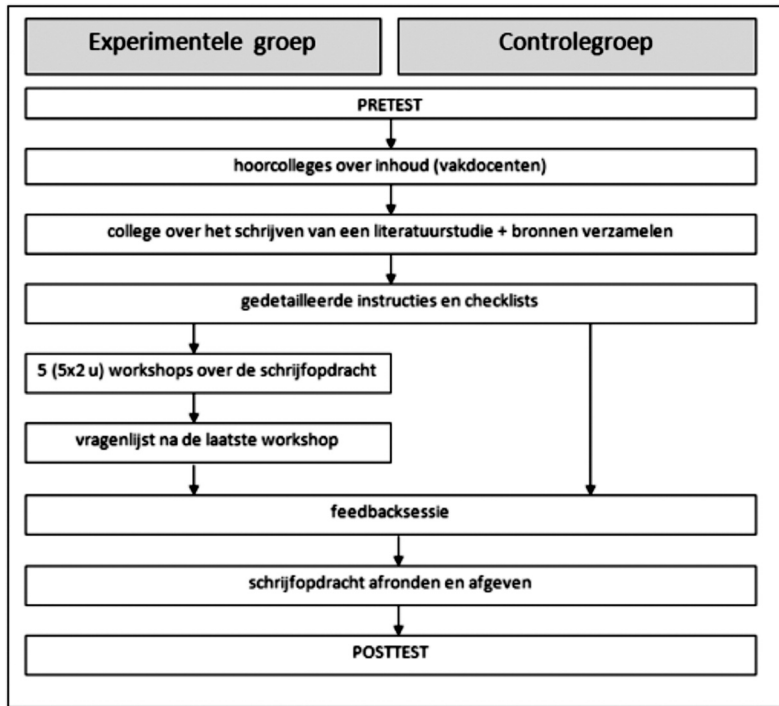 Experimentele groep
Controlegroep
PRETEST
hoorcolleges over inhoud (vakdocenten)
college over het schrijven van een literatuurstudie + bronnen verzamelen
gedetailleerde instructies en checklists
5 (5x2 u) workshops over de schrijfopdracht
vragenlijst na de laatste workshop
feedbacksessie
schrijfopdracht afronden en afgeven
POSTTEST